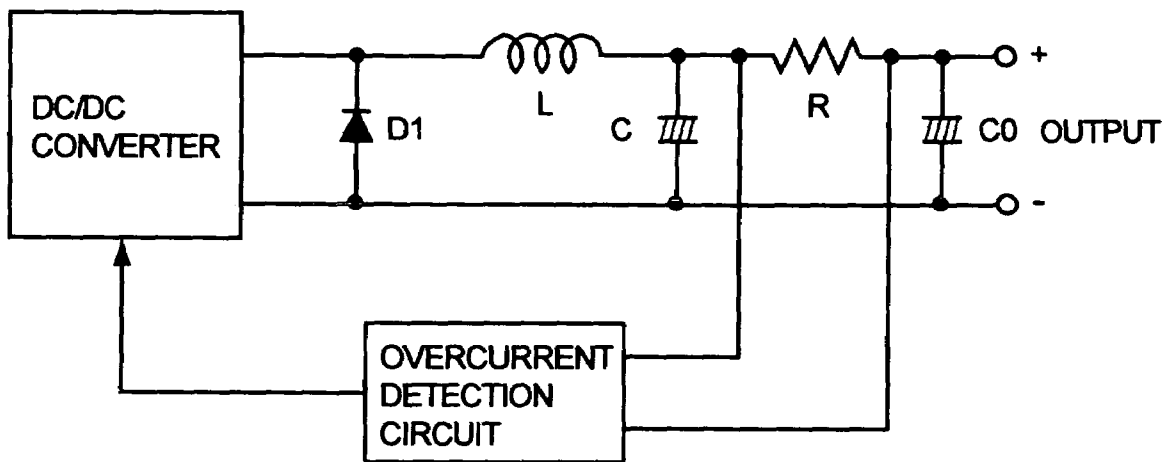 DC/DC
CONVERTER
D1
L
C
R
+
C0 OUTPUT
-
OVERCURRENT
DETECTION
CIRCUIT